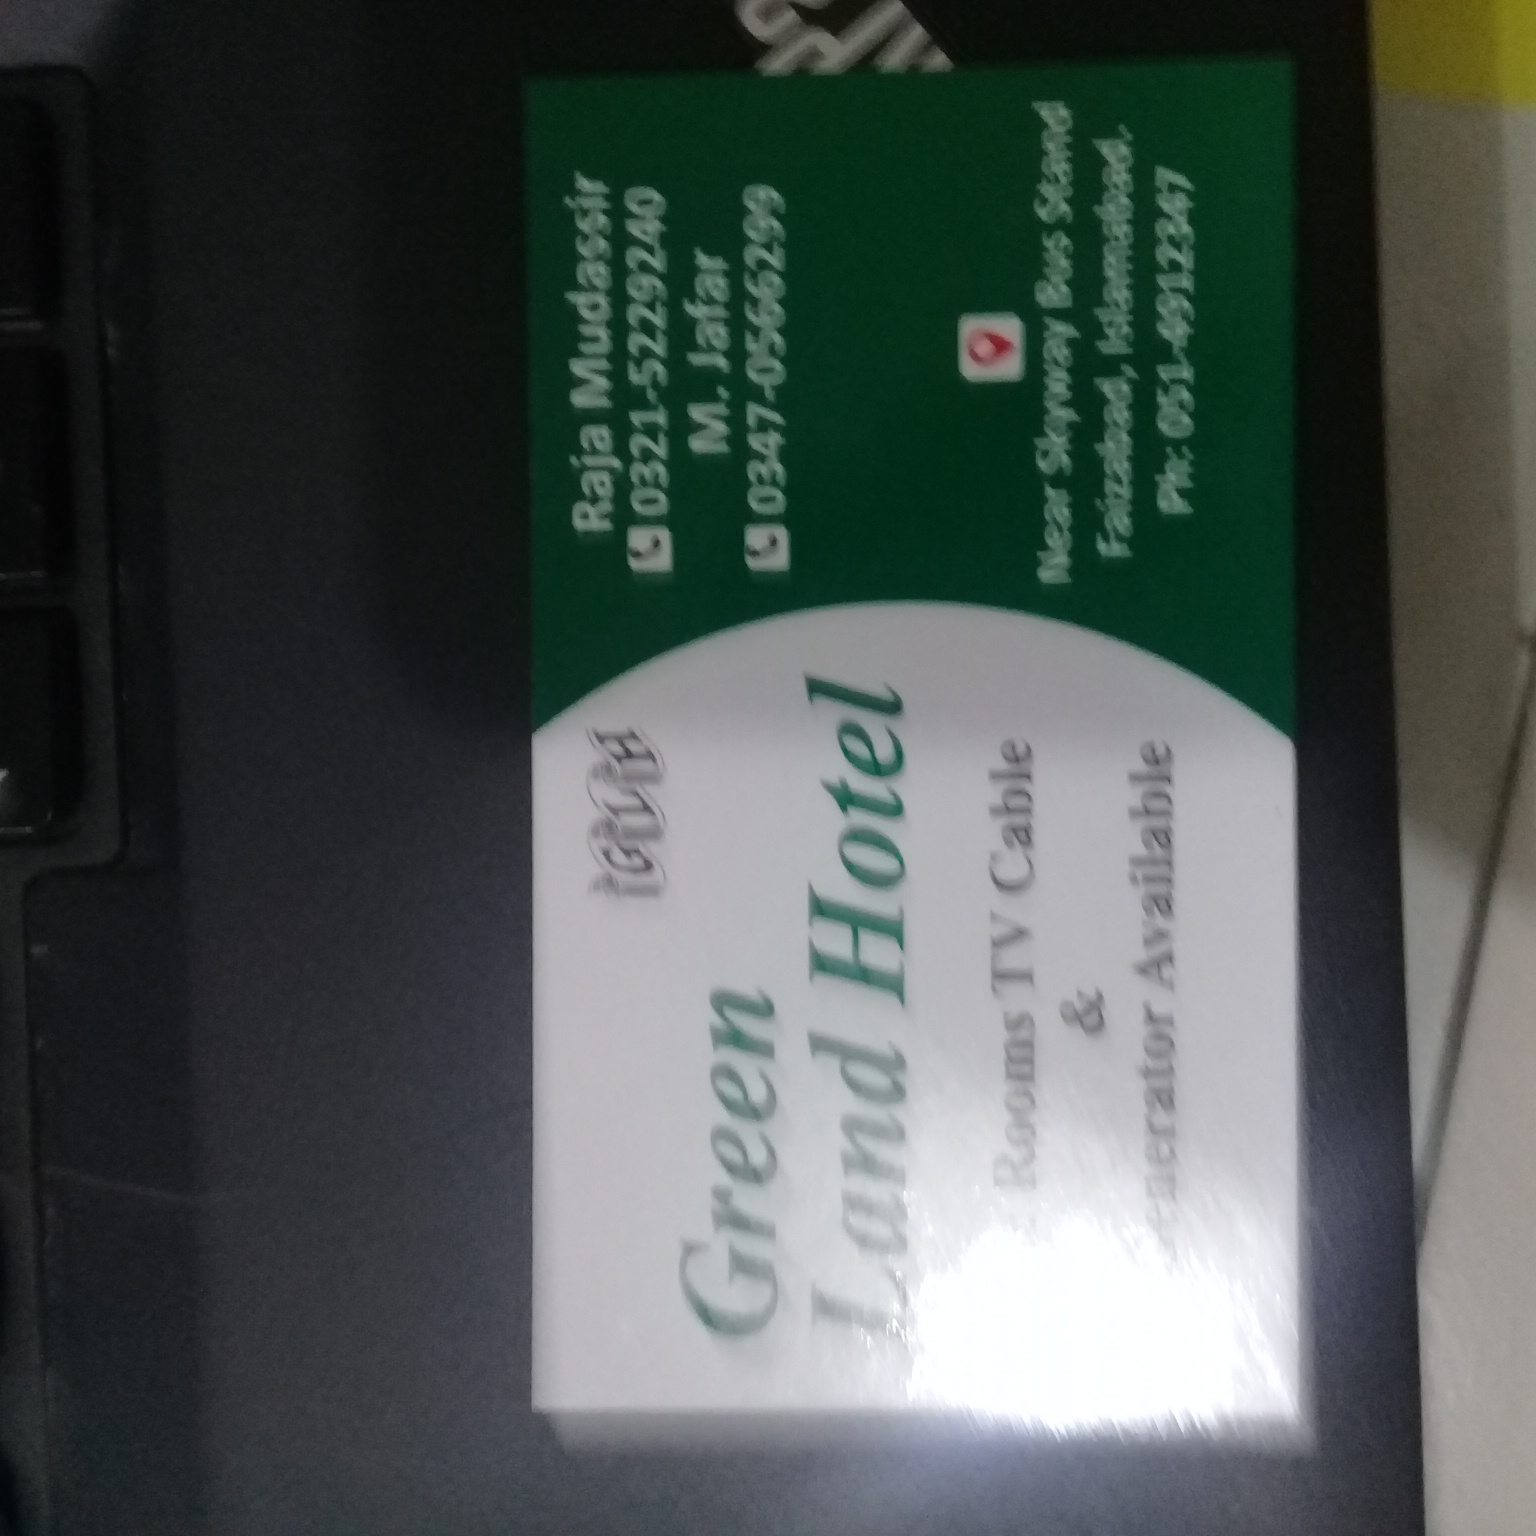 GLH
Green
Land Hotel
Rooms TV Cable
&
Available
Raja Mudassir
0321-5229240
M. Jafar
0347-0566299
Near Skyway Bus Stand
Faizabad, Islamabad.
Ph: 051-4912347